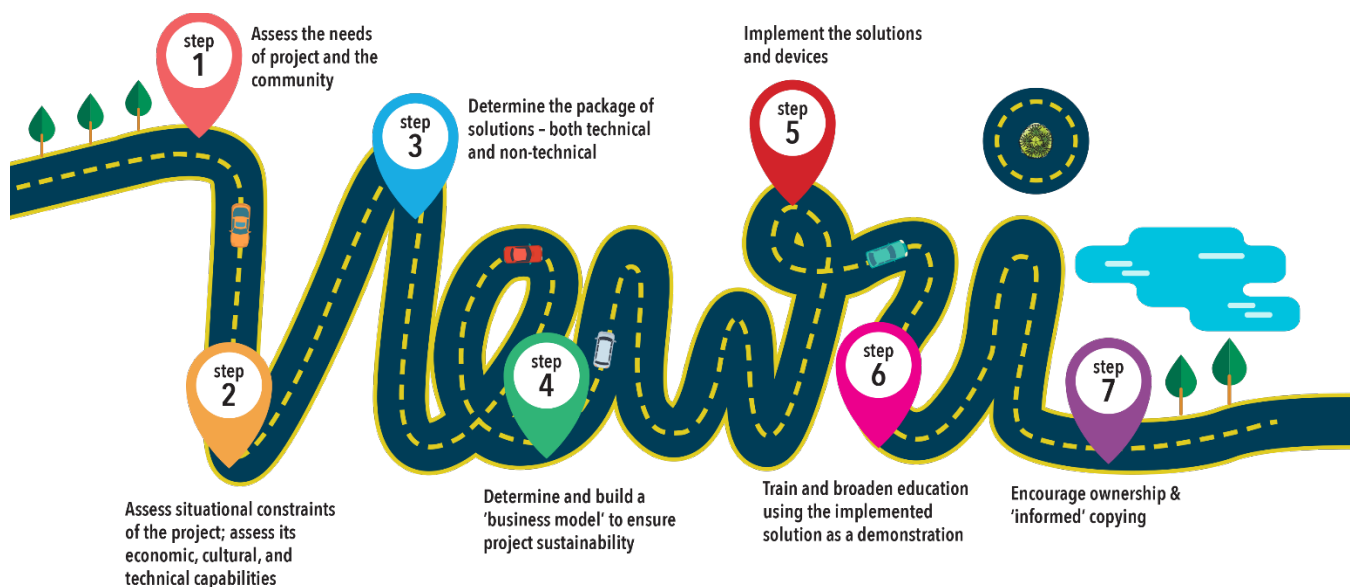 step
1
Assess the needs
of project and the
community
step
2
Assess situational constraints
of the project; assess its
economic, cultural, and
technical capabilities
step
3
Determine the package of
solutions – both technical
and non-technical
step
4
Determine and build a
‘business model’ to ensure
project sustainability
step
5
Implement the solutions
and devices
step
6
Train and broaden education
using the implemented
solution as a demonstration
step
7
Encourage ownership &
‘informed’ copying